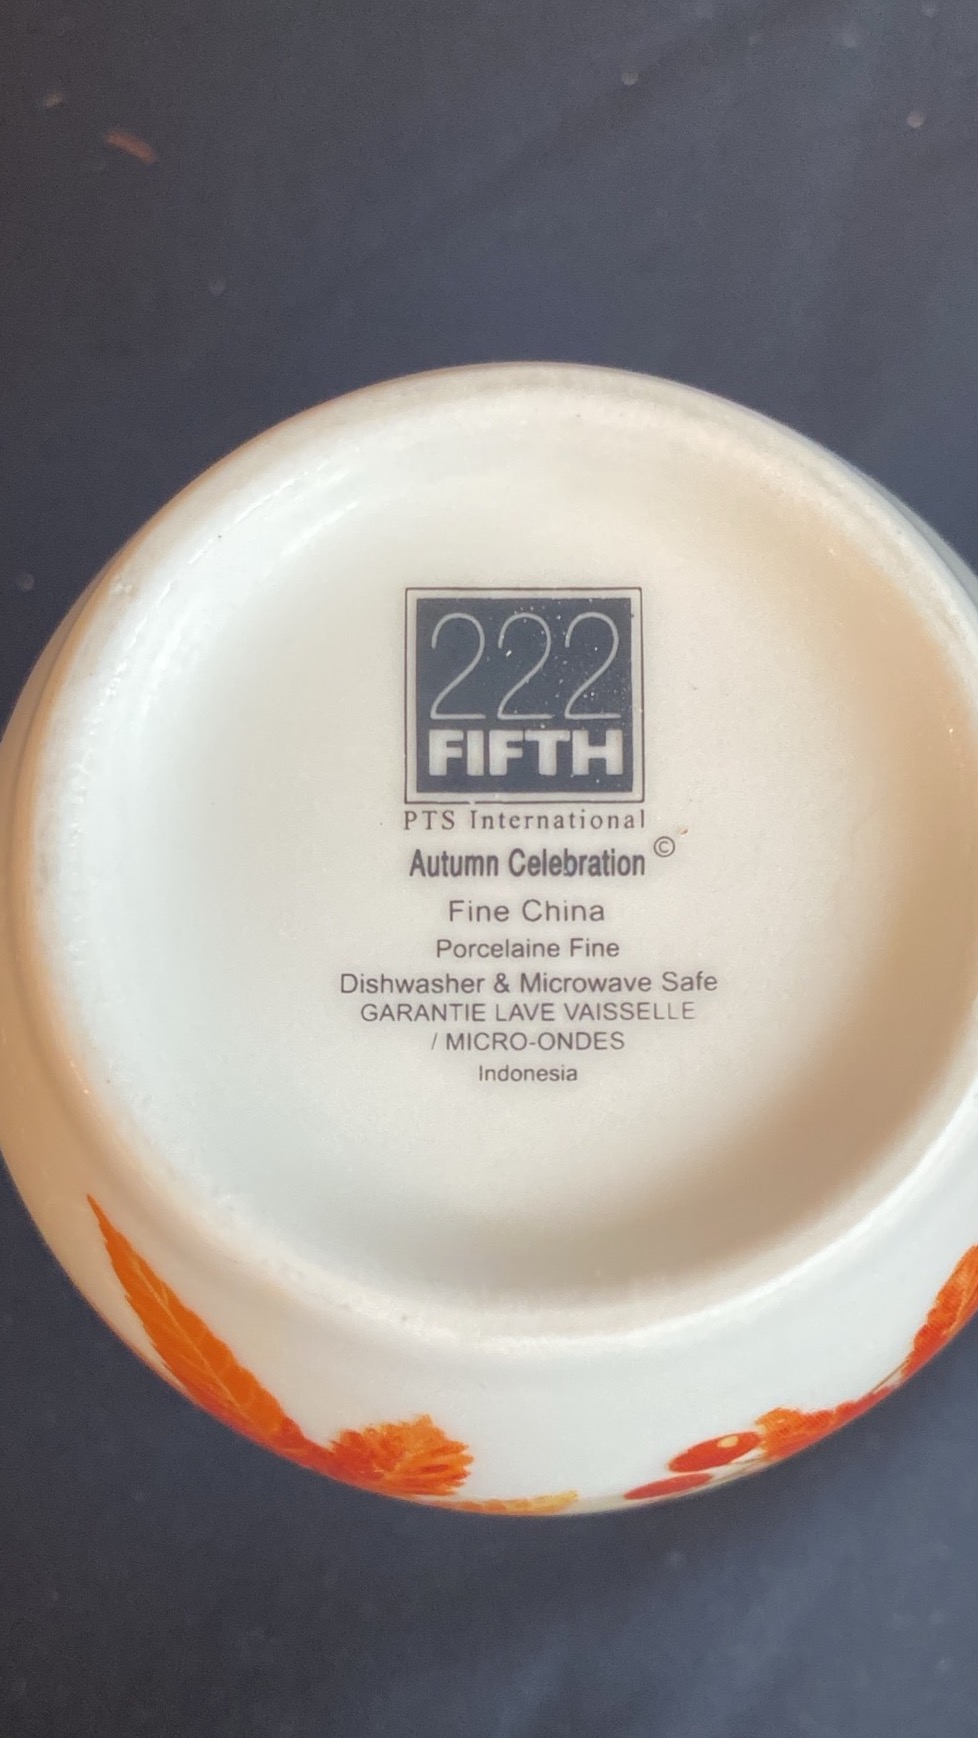 222
FIFTH
PTS International
Autumn Celebration ©
Fine China
Porcelaine Fine
Dishwasher & Microwave Safe
GARANTIE LAVE VAISSELLE
/ MICRO-ONDES
Indonesia